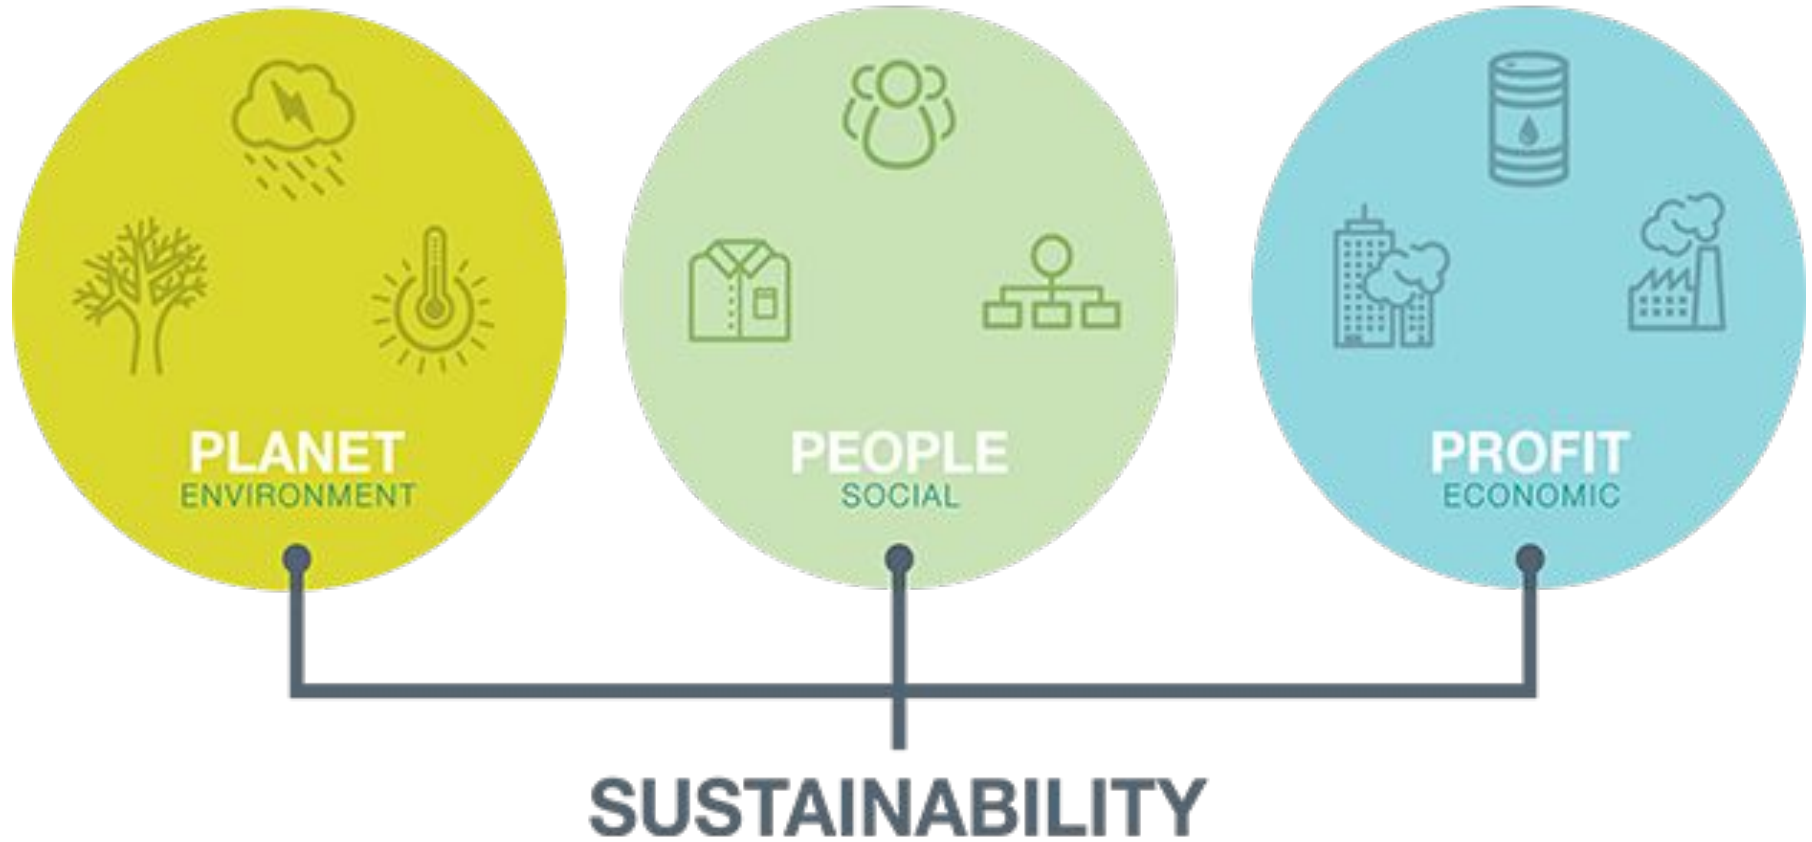 PLANET
ENVIRONMENT
PEOPLE
SOCIAL
PROFIT
ECONOMIC
SUSTAINABILITY